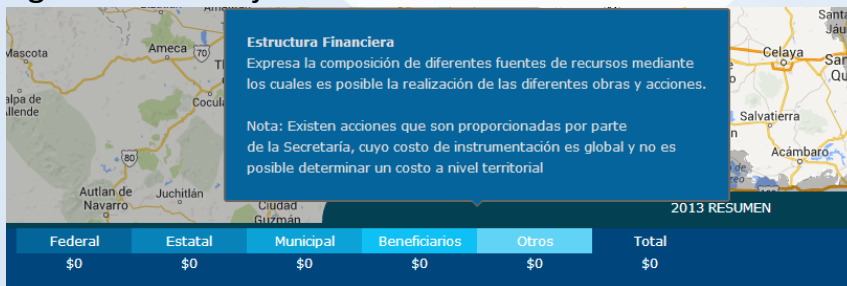 Mascota
Ameca
70
Estructura Financiera
Expresa la composición de diferentes fuentes de recursos mediante
los cuales es posible la realización de las diferentes obras y acciones.
Nota: Existen acciones que son proporcionadas por parte
de la Secretaría, cuyo costo de instrumentación es global y no es
posible determinar un costo a nivel territorial
Celaya
Salvatierra
Acámbaro
80
Autlan de
Navarro
Juchitlán
Ciudad
Guzmán
2013 RESUMEN
Federal Estatal Municipal Beneficiarios Otros Total
$0 $0 $0 $0 $0 $0